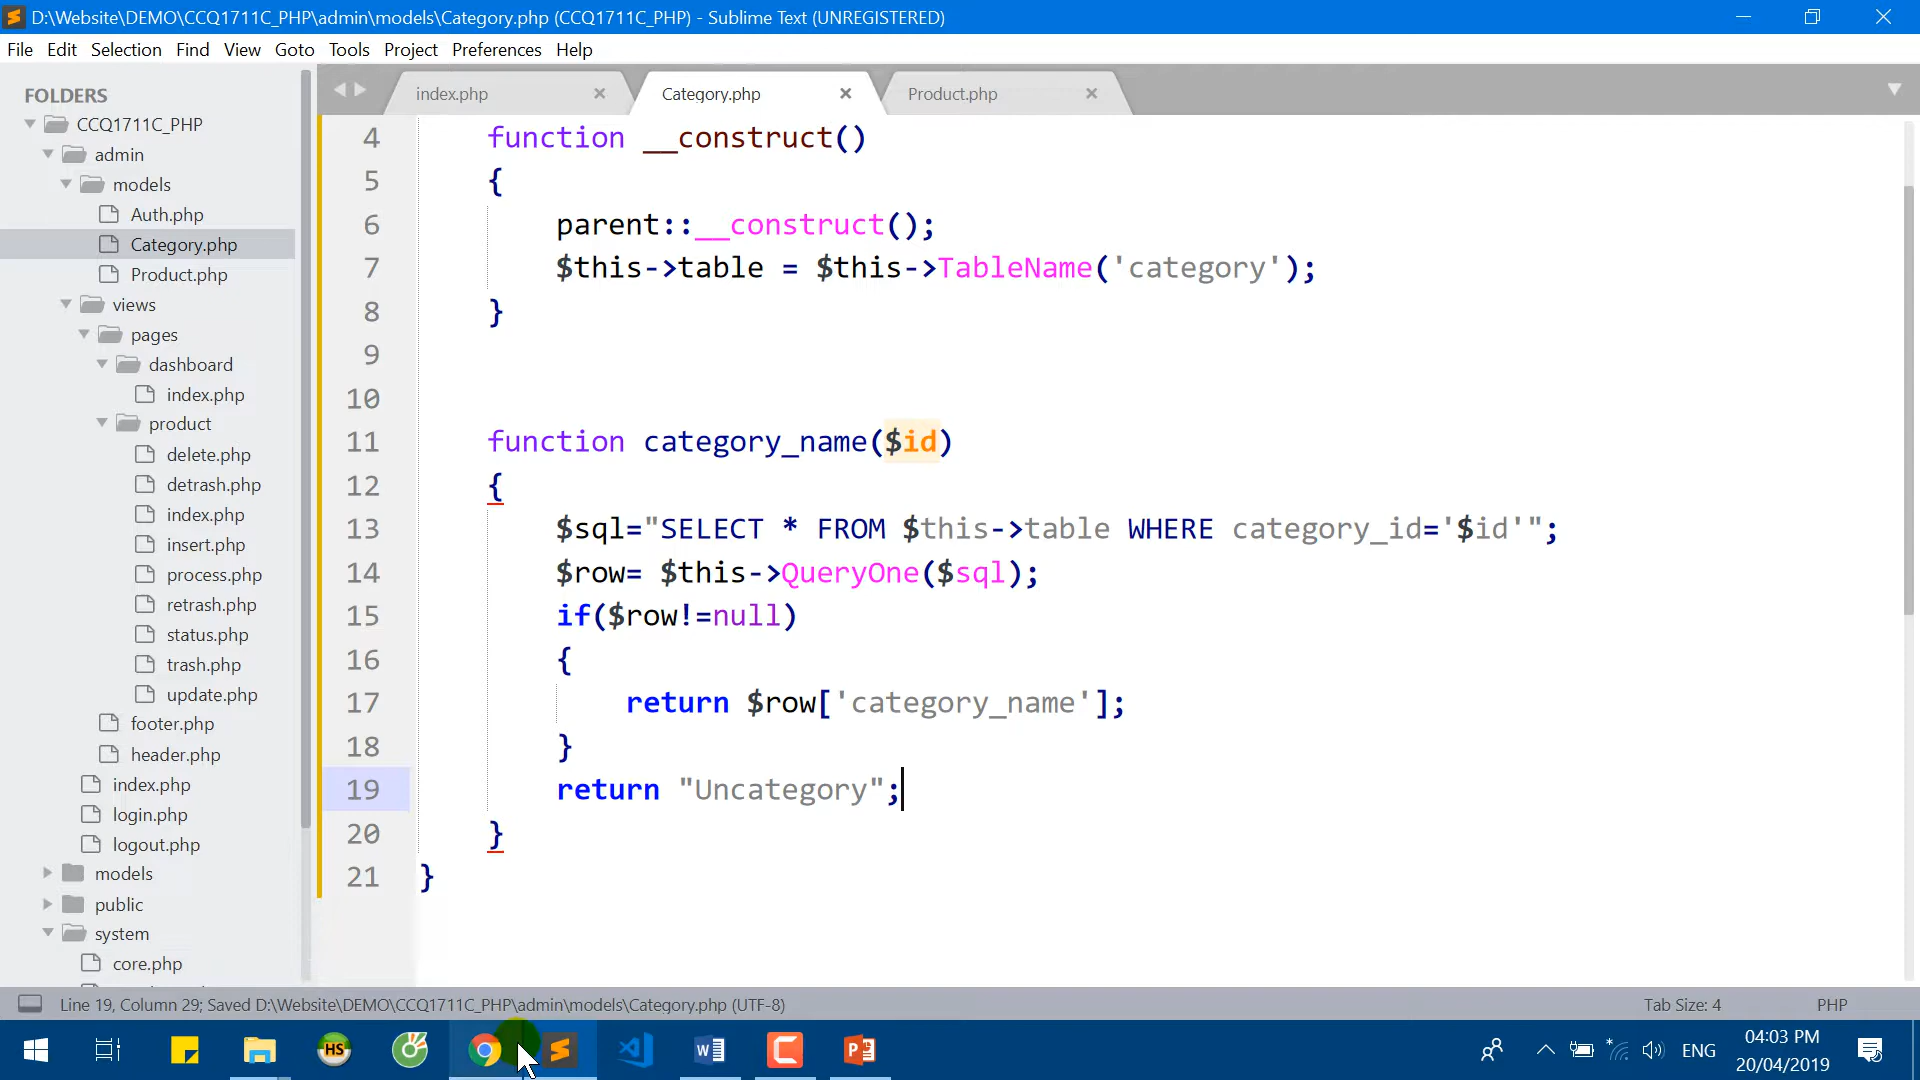 D:\Website\DEMO\CCQ1711C_PHP\admin\models\Category.php (CCQ1711C_PHP) - Sublime Text (UNREGISTERED)
File Edit Selection Find View Goto Tools Project Preferences Help
FOLDERS
CCQ1711C_PHP
admin
models
Auth.php
Category.php
Product.php
views
pages
dashboard
index.php
product
delete.php
detrash.php
index.php
insert.php
process.php
retrash.php
status.php
trash.php
update.php
footer.php
header.php
index.php
login.php
logout.php
models
public
system
core.php
index.php Category.php Product.php
4 function __construct()
5 {
6 parent::__construct();
7 $this->table = $this->TableName('category');
8 }
9
10
11 function category_name($id)
12 {
13 $sql="SELECT * FROM $this->table WHERE category_id='$id'";
14 $row= $this->QueryOne($sql);
15 if($row!=null)
16 {
17 return $row['category_name'];
18 }
19 return "Uncategory";
20 }
21 }
Line 19, Column 29; Saved D:\Website\DEMO\CCQ1711C_PHP\admin\models\Category.php (UTF-8) Tab Size: 4 PHP
HS
ENG
04:03 PM
20/04/2019